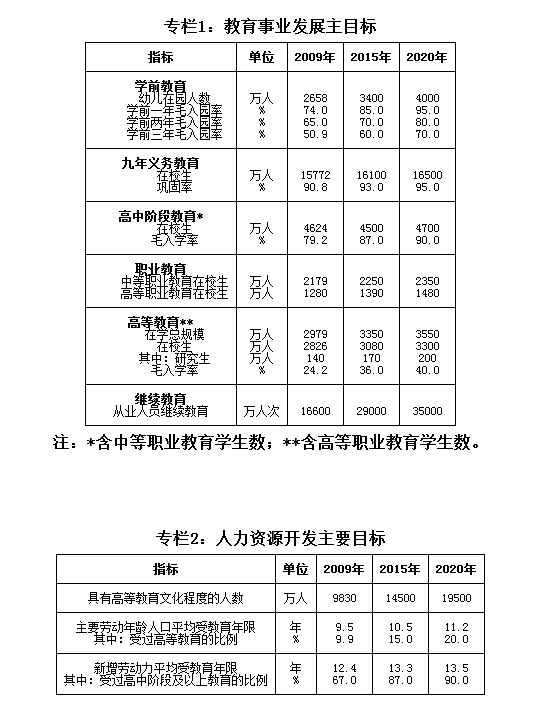 专栏1：教育事业发展主目标
指标 单位 2009年 2015年 2020年
学前教育
幼儿在园人数 万人 2658 3400 4000
学前一年毛入园率 % 74.0 85.0 95.0
学前两年毛入园率 % 65.0 70.0 80.0
学前三年毛入园率 % 50.9 60.0 70.0
九年义务教育
在校生 万人 15772 16100 16500
巩固率 % 90.8 93.0 95.0
高中阶段教育*
在校生 万人 4624 4500 4700
毛入学率 % 79.2 87.0 90.0
职业教育
中等职业教育在校生 万人 2179 2250 2350
高等职业教育在校生 万人 1280 1390 1480
高等教育**
在学总规模 万人 2979 3350 3550
在校生 万人 2826 3080 3300
其中：研究生 万人 140 170 200
毛入学率 % 24.2 36.0 40.0
继续教育
从业人员继续教育 万人次 16600 29000 35000
注：*含中等职业教育学生数；**含高等职业教育学生数。
专栏2：人力资源开发主要目标
指标 单位 2009年 2015年 2020年
具有高等教育文化程度的人数 万人 9830 14500 19500
主要劳动年龄人口平均受教育年限 年 9.5 10.5 11.2
其中：受过高等教育的比例 % 9.9 15.0 20.0
新增劳动力平均受教育年限 年 12.4 13.3 13.5
其中：受过高中阶段及以上教育的比例 % 67.0 87.0 90.0